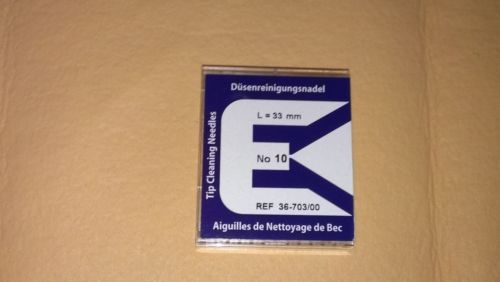 Düsenreinigungsnadel
Tip Cleaning Needles
L = 33 mm
No 10
REF 36-703/00
Aiguilles de Nettoyage de Bec